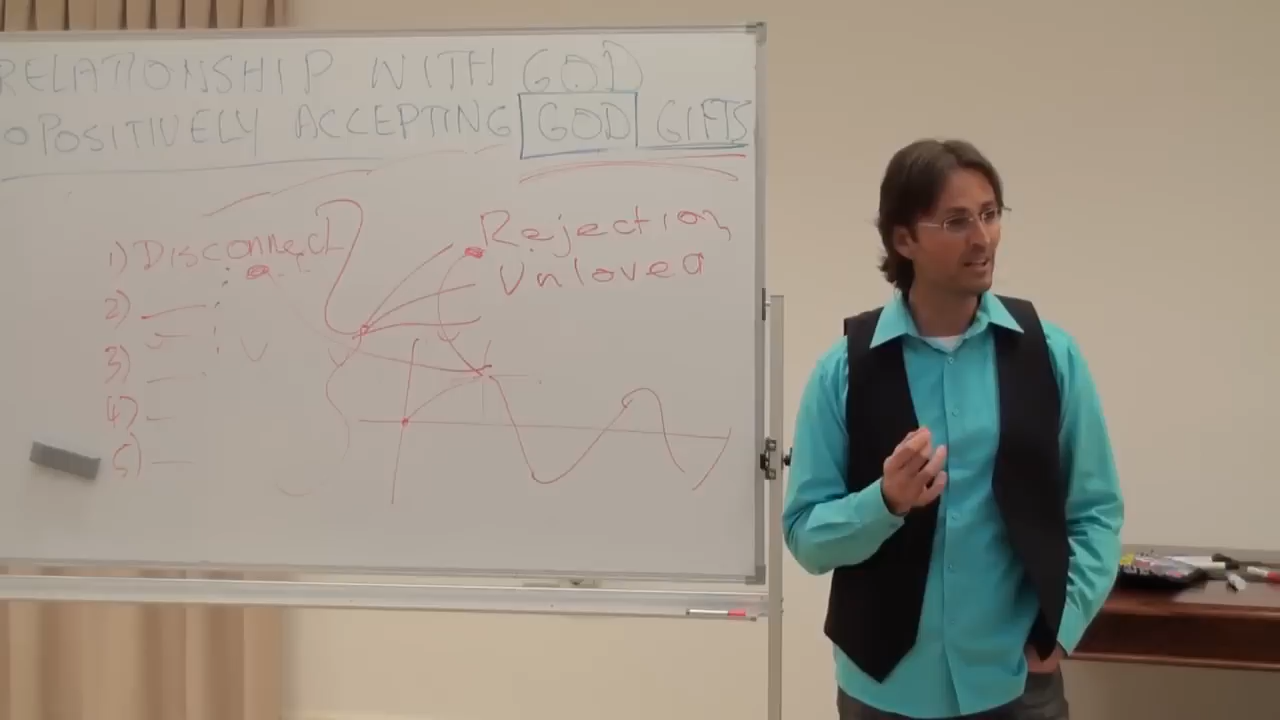 RELATIONSHIP WITH GOD
POSITIVELY ACCEPTING GOD GIFTS
1) Disconnect
Rejection
Unloved
2)
3)
4)
5)